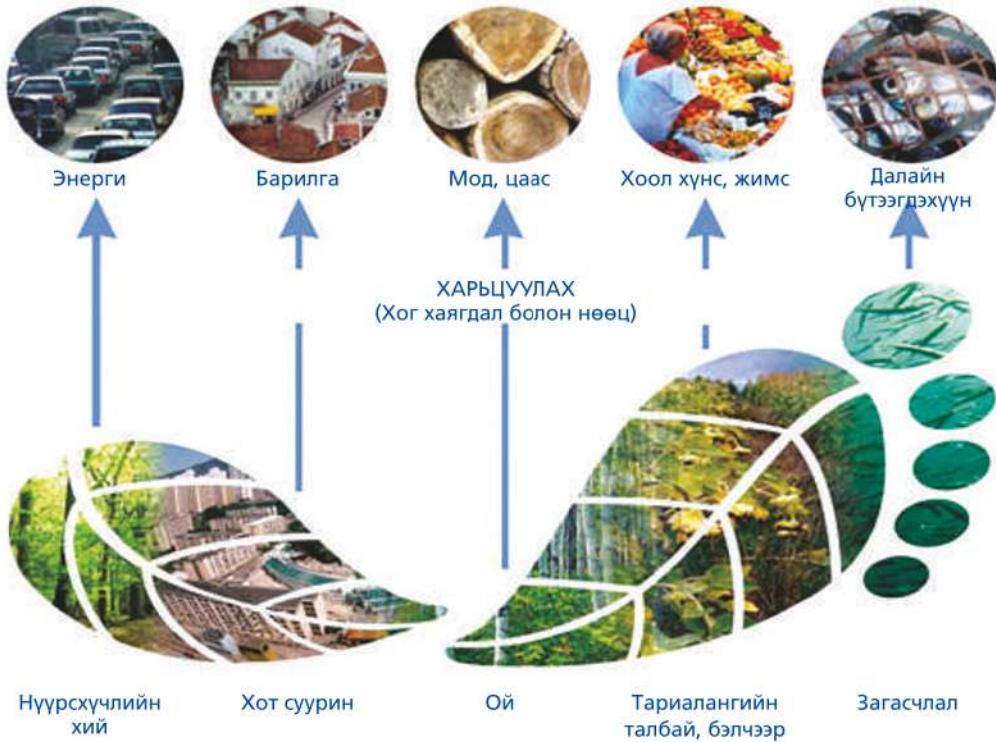 Энерги
Барилга
Мод, цаас
Хоол хүнс, жимс
Далайн
бүтээгдэхүүн
ХАРЬЦУУЛАХ
(Хог хаягдал болон нөөц)
Нүүрсхүчлийн
хий
Хот суурин
Ой
Тариалангийн
талбай, бэлчээр
Загасчлал